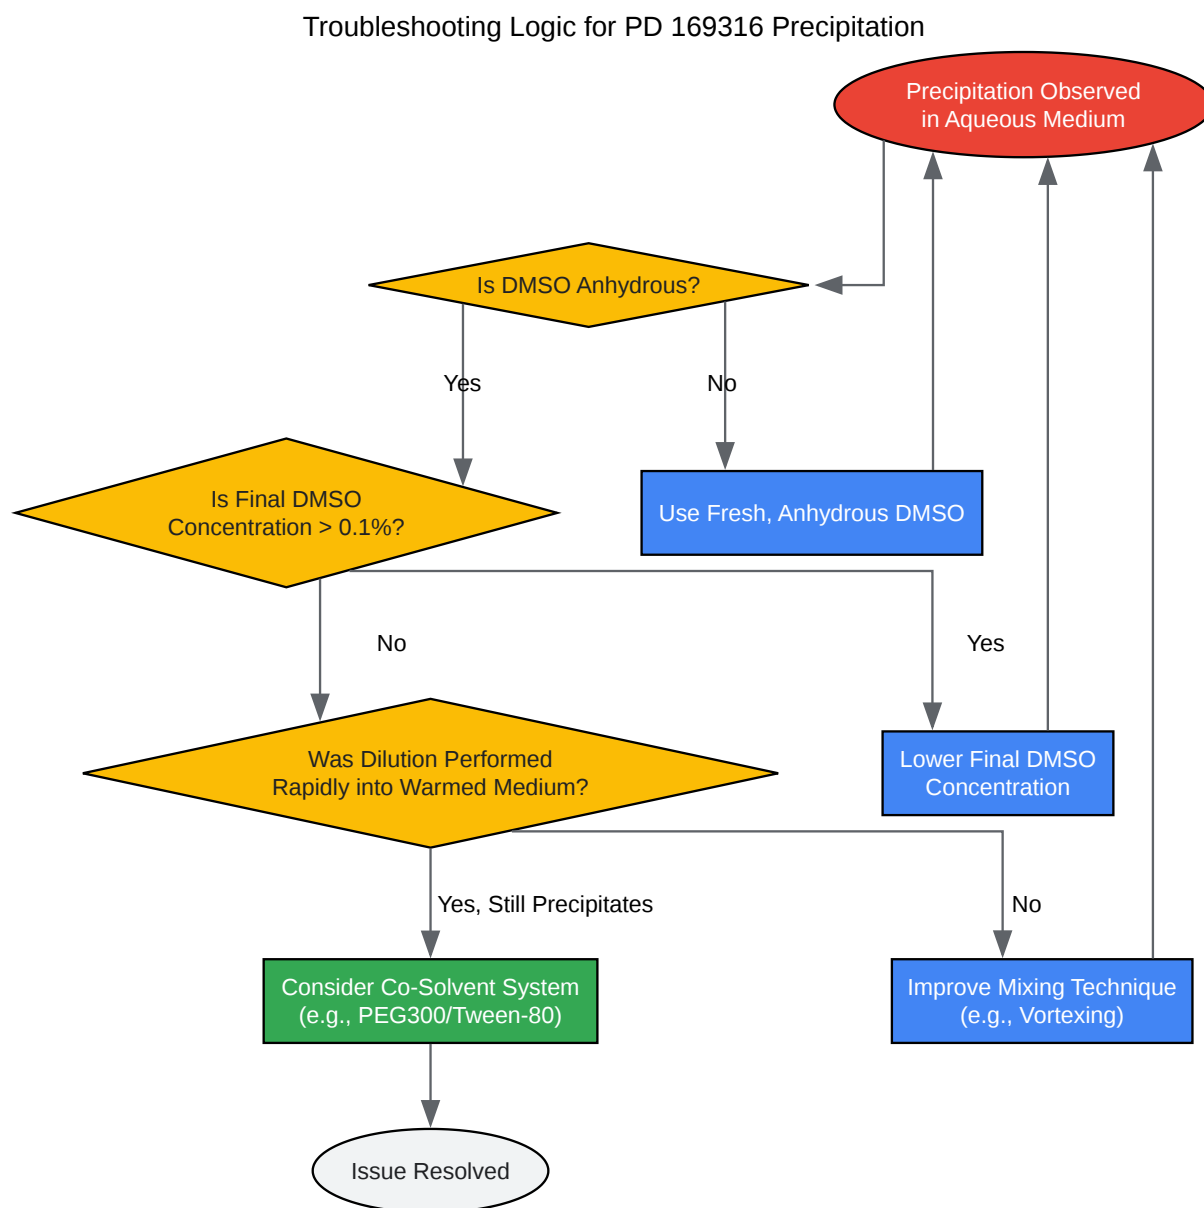 Troubleshooting Logic for PD 169316 Precipitation
Precipitation Observed
in Aqueous Medium
Is DMSO Anhydrous?
Yes
No
Is Final DMSO
Concentration > 0.1%?
Use Fresh, Anhydrous DMSO
No
Yes
Was Dilution Performed
Rapidly into Warmed Medium?
Lower Final DMSO
Concentration
Yes, Still Precipitates
No
Consider Co-Solvent System
(e.g., PEG300/Tween-80)
Improve Mixing Technique
(e.g., Vortexing)
Issue Resolved